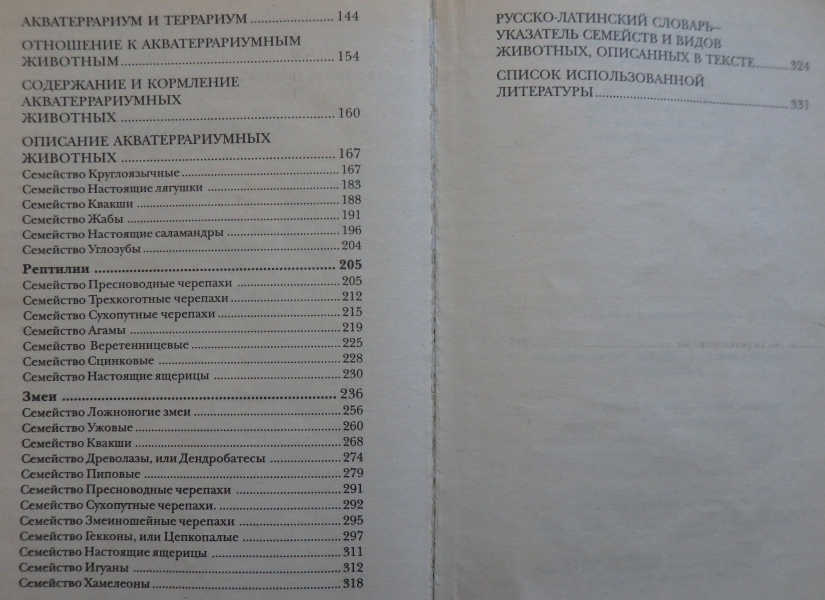 АКВАТЕРРАРИУМ И ТЕРРАРИУМ ................ 144
ОТНОШЕНИЕ К АКВАТЕРРАРИУМНЫМ
ЖИВОТНЫМ ................ 154
СОДЕРЖАНИЕ И КОРМЛЕНИЕ
АКВАТЕРРАРИУМНЫХ
ЖИВОТНЫХ ................ 160
ОПИСАНИЕ АКВАТЕРРАРИУМНЫХ
ЖИВОТНЫХ ................ 167
Семейство Круглоязычные ................ 167
Семейство Настоящие лягушки ................ 183
Семейство Квакши ................ 188
Семейство Жабы ................ 191
Семейство Настоящие саламандры ................ 196
Семейство Углозубы ................ 204
Рептилии ................ 205
Семейство Пресноводные черепахи ................ 205
Семейство Трехкоготные черепахи ................ 212
Семейство Сухопутные черепахи ................ 215
Семейство Агамы ................ 219
Семейство Веретенницевые ................ 225
Семейство Сцинковые ................ 228
Семейство Настоящие ящерицы ................ 230
Змеи ................ 236
Семейство Ложноногие змеи ................ 256
Семейство Ужовые ................ 260
Семейство Квакши ................ 268
Семейство Древолазы, или Дендробатесы ................ 274
Семейство Пиповые ................ 279
Семейство Пресноводные черепахи ................ 291
Семейство Сухопутные черепахи. ................ 292
Семейство Змеиношейные черепахи ................ 295
Семейство Гекконы, или Цепкопалые ................ 297
Семейство Настоящие ящерицы ................ 311
Семейство Игуаны ................ 312
Семейство Хамелеоны ................ 318
РУССКО-ЛАТИНСКИЙ СЛОВАРЬ–
УКАЗАТЕЛЬ СЕМЕЙСТВ И ВИДОВ
ЖИВОТНЫХ, ОПИСАННЫХ В ТЕКСТЕ ........ 324
СПИСОК ИСПОЛЬЗОВАННОЙ
ЛИТЕРАТУРЫ ................ 331